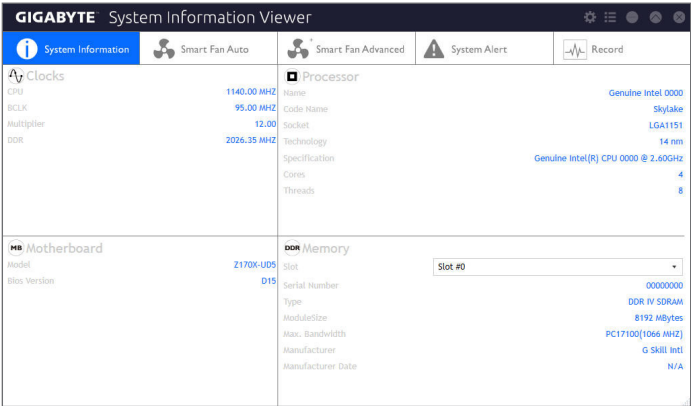 GIGABYTE™ System Information Viewer
System Information
Smart Fan Auto
Smart Fan Advanced
System Alert
Record
Clocks
CPU 1140.00 MHZ
BCLK 95.00 MHZ
Multiplier 12.00
DDR 2026.35 MHZ
Processor
Name Genuine Intel 0000
Code Name Skylake
Socket LGA1151
Technology 14 nm
Specification Genuine Intel(R) CPU 0000 @ 2.60GHz
Cores 4
Threads 8
MB Motherboard
Model Z170X-UD5
Bios Version D15
DDR Memory
Slot Slot #0
Serial Number 00000000
Type DDR IV SDRAM
ModuleSize 8192 MBytes
Max. Bandwidth PC17100(1066 MHZ)
Manufacturer G Skill Intl
Manufacturer Date N/A